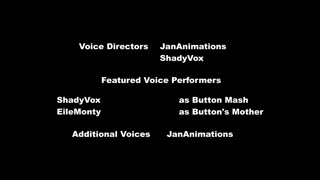 Voice Directors JanAnimations
ShadyVox
Featured Voice Performers
ShadyVox as Button Mash
EileMonty as Button's Mother
Additional Voices JanAnimations